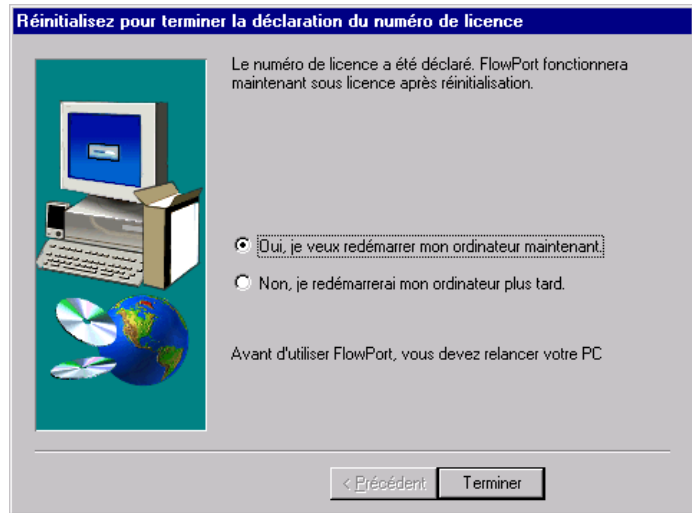 Réinitialisez pour terminer la déclaration du numéro de licence
Le numéro de licence a été déclaré. FlowPort fonctionnera
maintenant sous licence après réinitialisation.
Oui, je veux redémarrer mon ordinateur maintenant.
Non, je redémarrerai mon ordinateur plus tard.
Avant d'utiliser FlowPort, vous devez relancer votre PC
< Précédent
Terminer